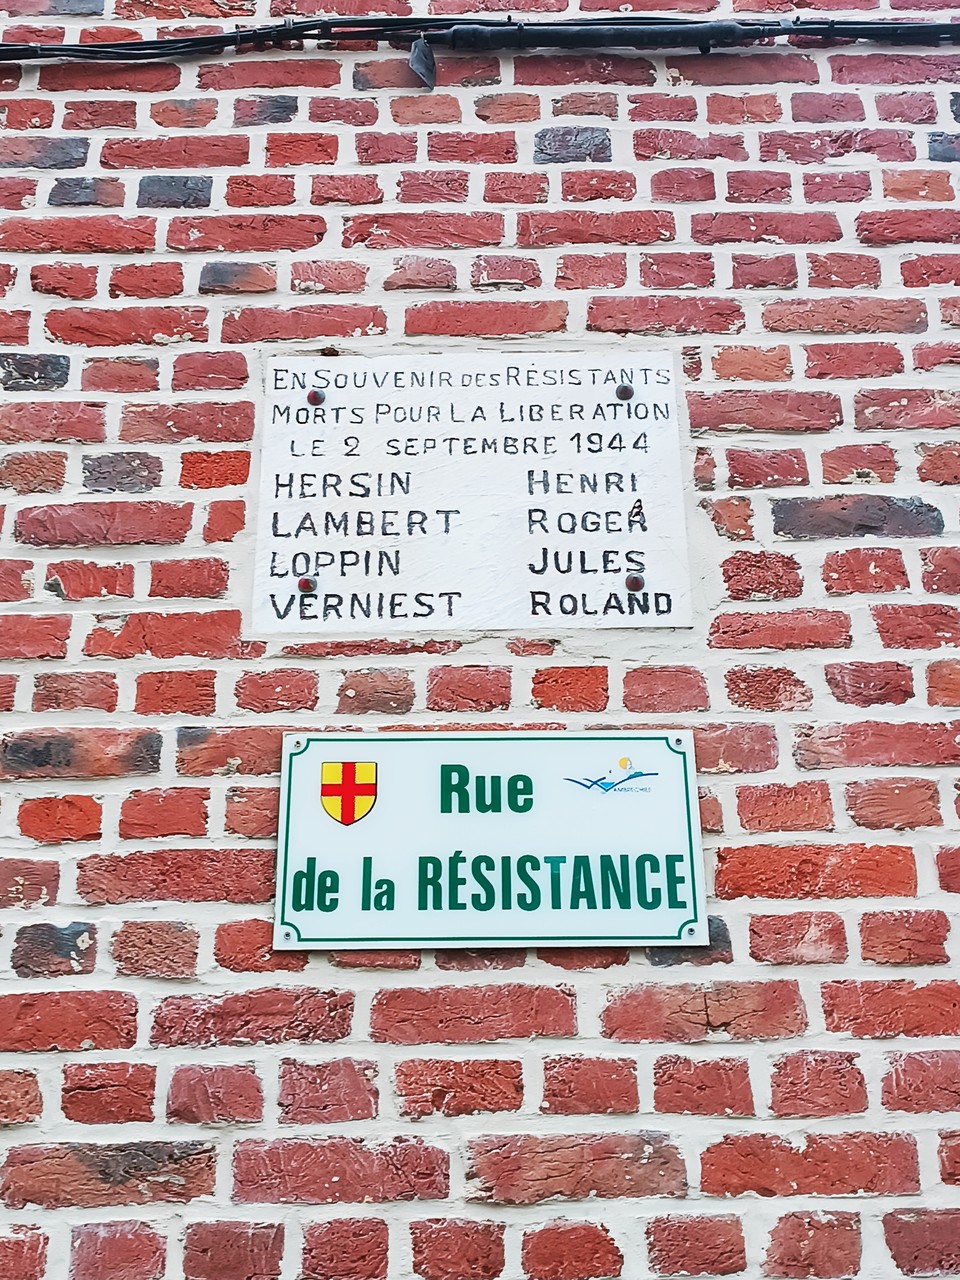 EN SOUVENIR DES RÉSISTANTS
MORTS POUR LA LIBERATION
LE 2 SEPTEMBRE 1944
HERSIN HENRI
LAMBERT ROGER
LOPPIN JULES
VERNIEST ROLAND
Rue
AMBRETEUSE
de la RÉSISTANCE